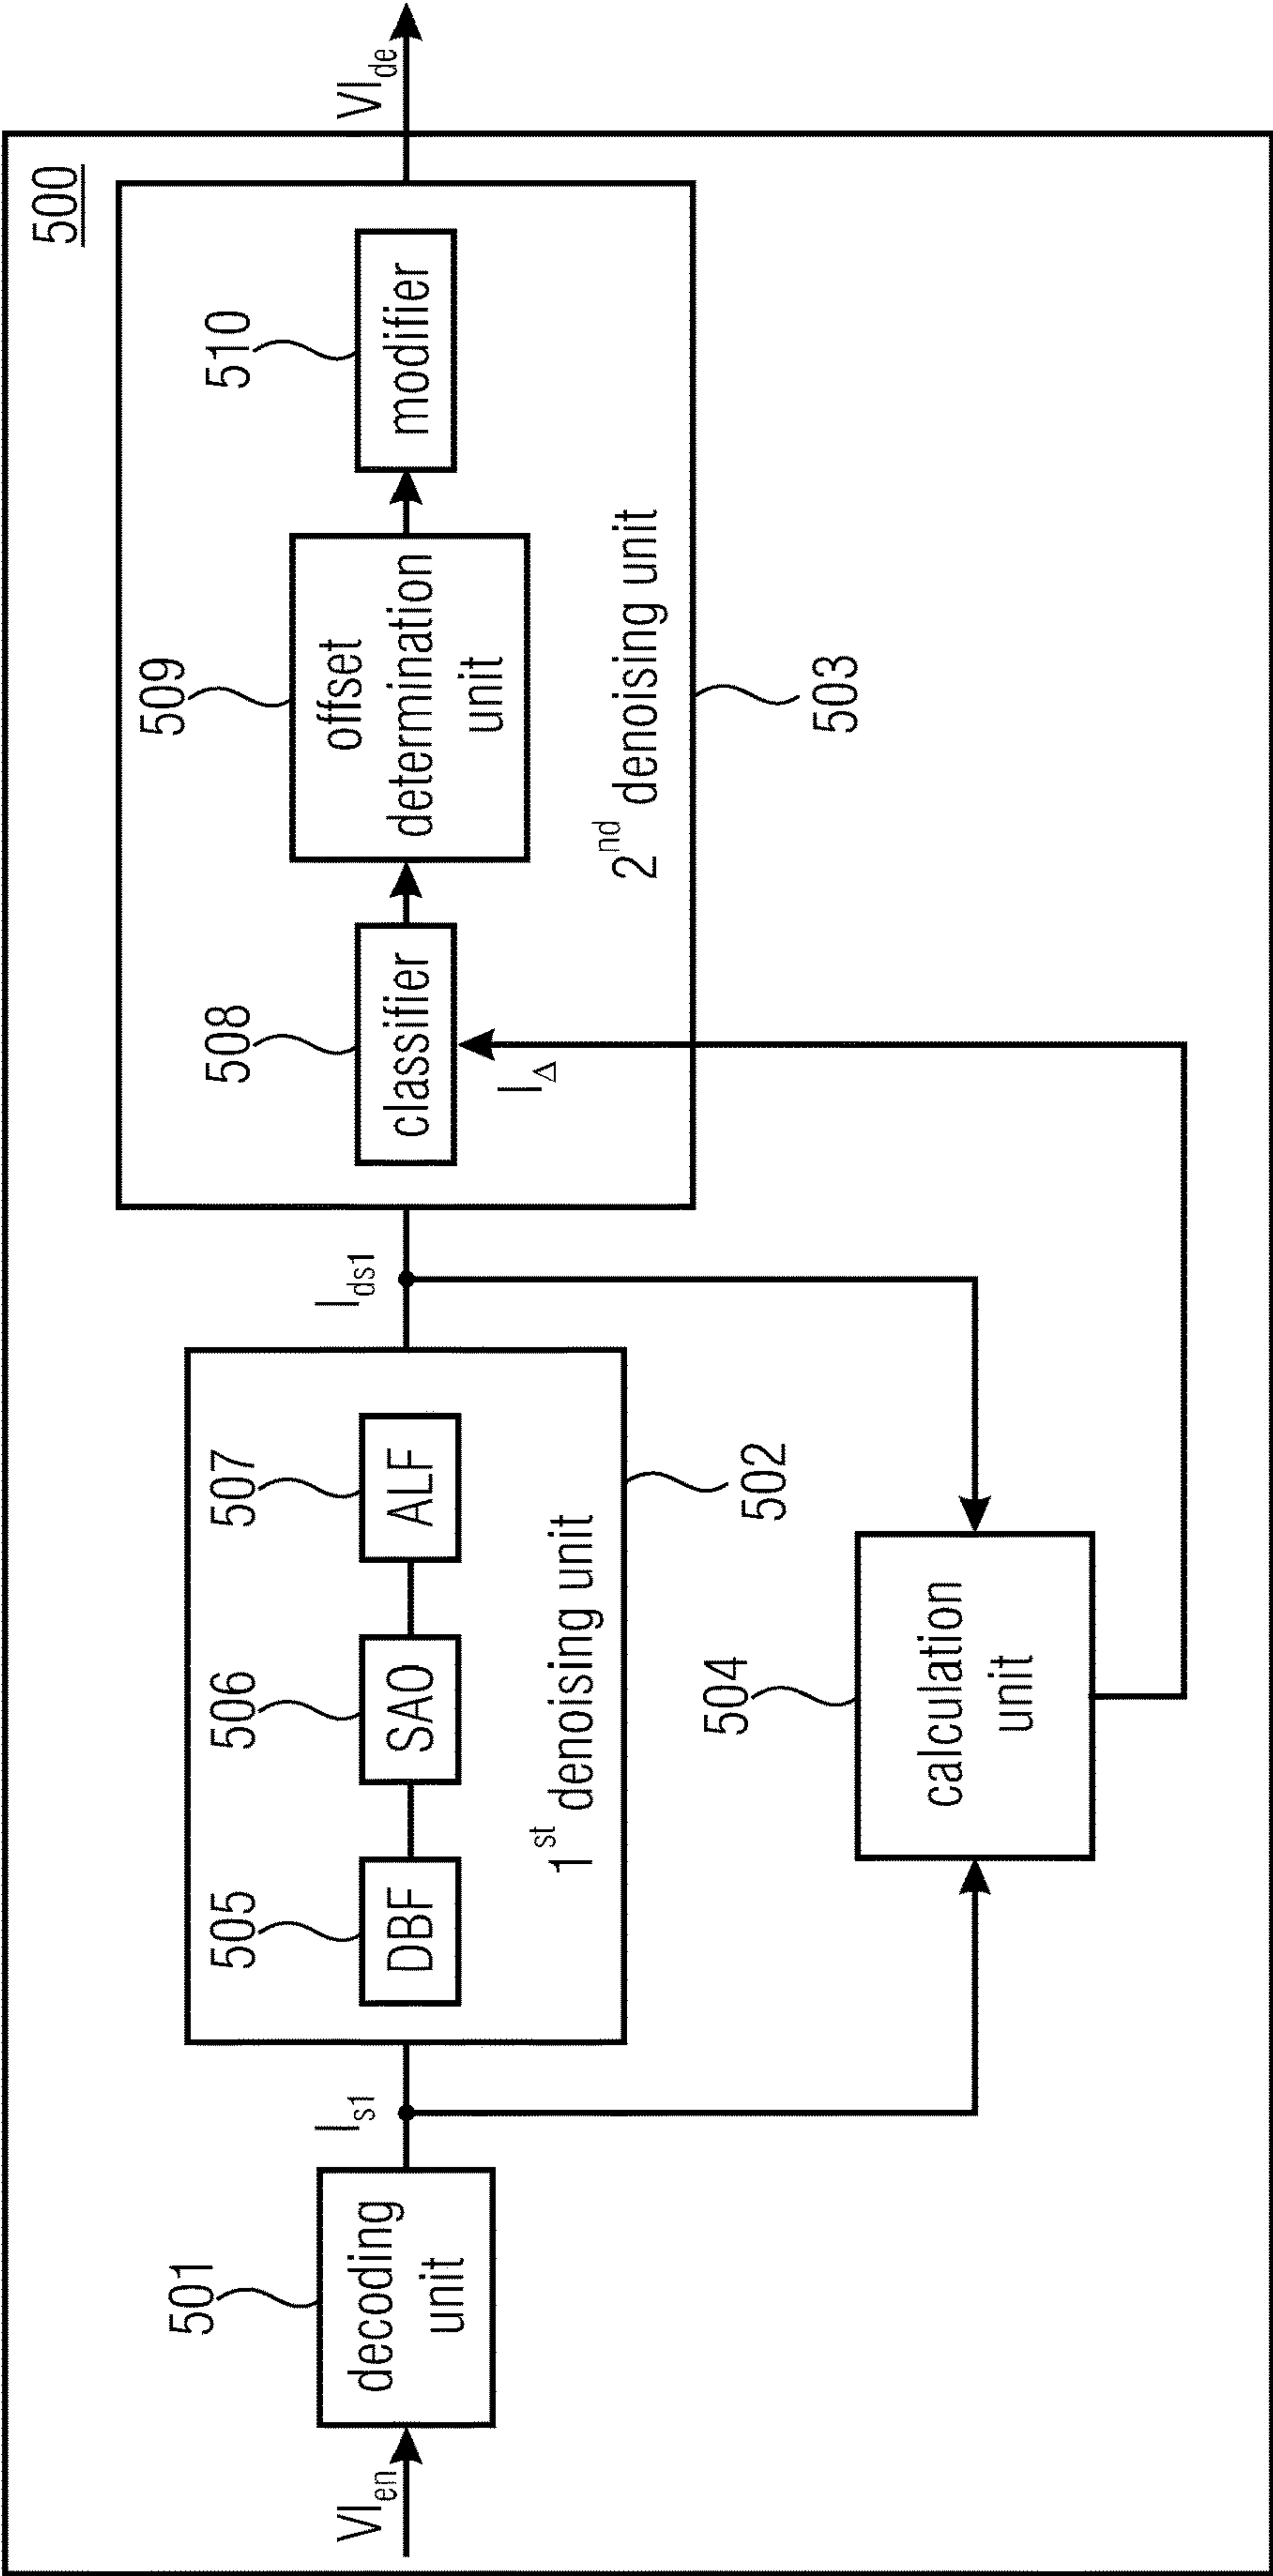 500
VI_en
501
decoding
unit
I_s1
505
DBF
506
SAO
507
ALF
1st denoising unit
502
I_ds1
504
calculation
unit
508
classifier
I_Δ
509
offset
determination
unit
510
modifier
2nd denoising unit
503
VI_de